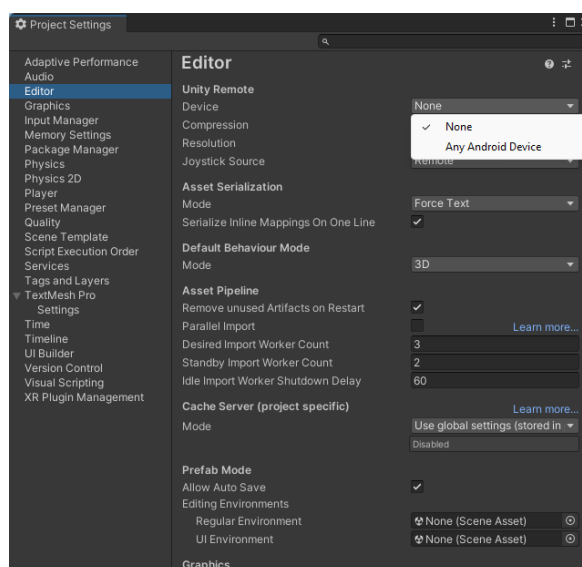 Project Settings
Adaptive Performance
Audio
Editor
Graphics
Input Manager
Memory Settings
Package Manager
Physics
Physics 2D
Player
Preset Manager
Quality
Scene Template
Script Execution Order
Services
Tags and Layers
TextMesh Pro
Settings
Time
Timeline
UI Builder
Version Control
Visual Scripting
XR Plugin Management
Editor
Unity Remote
Device None
Compression
None
Any Android Device
Resolution
Joystick Source Remote
Asset Serialization
Mode Force Text
Serialize Inline Mappings On One Line
Default Behaviour Mode
Mode 3D
Asset Pipeline
Remove unused Artifacts on Restart
Parallel Import Learn more...
Desired Import Worker Count 3
Standby Import Worker Count 2
Idle Import Worker Shutdown Delay 60
Cache Server (project specific) Learn more...
Mode Use global settings (stored in
Disabled
Prefab Mode
Allow Auto Save
Editing Environments
Regular Environment None (Scene Asset)
UI Environment None (Scene Asset)
Graphics